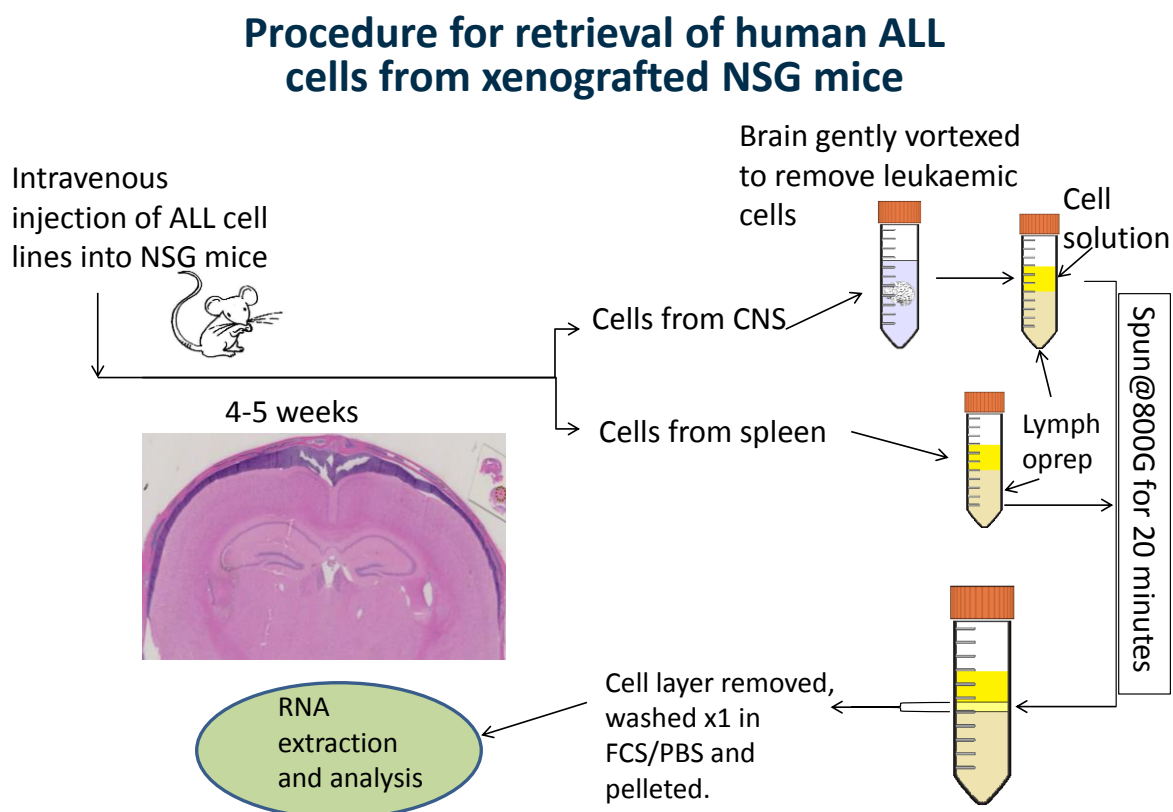 Procedure for retrieval of human ALL
cells from xenografted NSG mice
Intravenous
injection of ALL cell
lines into NSG mice
4-5 weeks
Cells from CNS
Cells from spleen
Brain gently vortexed
to remove leukaemic
cells
Cell
solution
Lymph
oprep
Spun@800G for 20 minutes
Cell layer removed,
washed x1 in
FCS/PBS and
pelleted.
RNA
extraction
and analysis